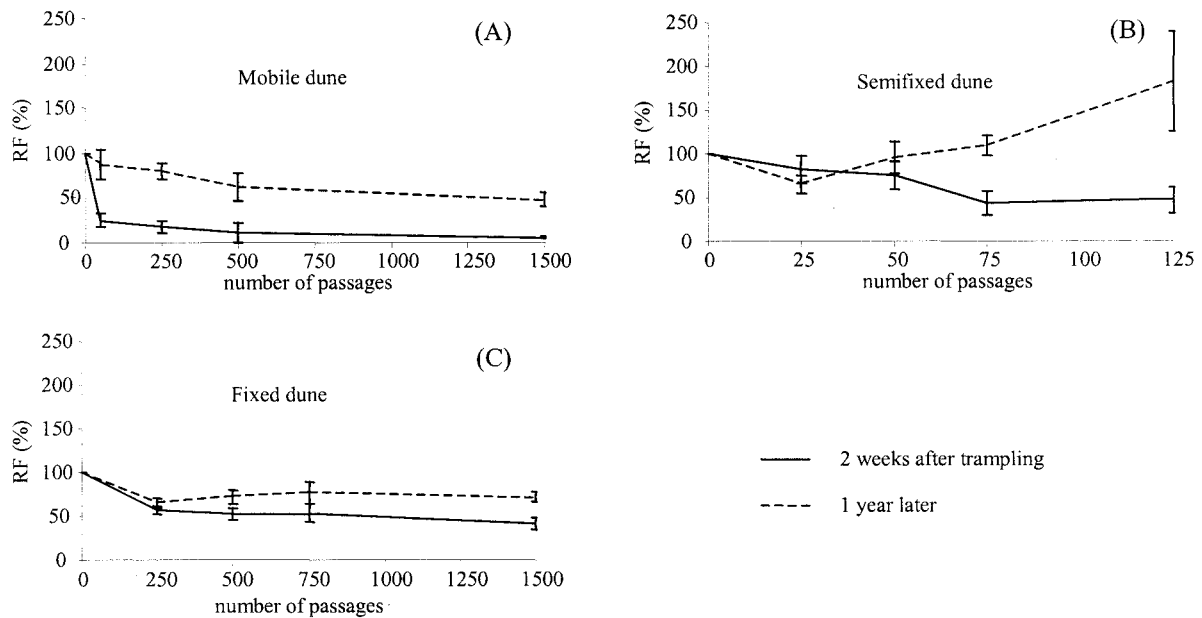 (A)
Mobile dune
RF (%)
250
200
150
100
50
0
0 250 500 750 1000 1250 1500
number of passages
(B)
Semifixed dune
RF (%)
250
200
150
100
50
0
0 25 50 75 100 125
number of passages
(C)
Fixed dune
RF (%)
250
200
150
100
50
0
0 250 500 750 1000 1250 1500
number of passages
2 weeks after trampling
1 year later